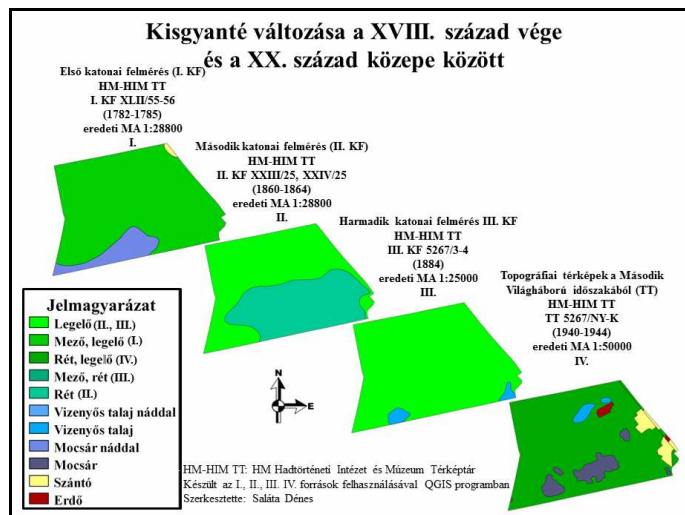 Kisgyanté változása a XVIII. század vége
és a XX. század közepe között
Első katonai felmérés (I. KF)
HM-HIM TT
I. KF XLII/55-56
(1782-1785)
eredeti MA 1:28800
I.
Második katonai felmérés (II. KF)
HM-HIM TT
II. KF XXIII/25, XXIV/25
(1860-1864)
eredeti MA 1:28800
II.
Harmadik katonai felmérés III. KF
HM-HIM TT
III. KF 5267/3-4
(1884)
eredeti MA 1:25000
III.
Topográfiai térképek a Második
Világháború időszakából (TT)
HM-HIM TT
TT 5267/NY-K
(1940-1944)
eredeti MA 1:50000
IV.
Jelmagyarázat
Legelő (II., III.)
Mező, legelő (I.)
Rét, legelő (IV.)
Mező, rét (III.)
Rét (II.)
Vizenyős talaj náddal
Vizenyős talaj
Mocsár náddal
Mocsár
Szántó
Erdő
N
E
HM-HIM TT: HM Hadtörténeti Intézet és Múzeum Térképtár
Készült az I., II., III. IV. források felhasználásával QGIS programban
Szerkesztette: Saláta Dénes